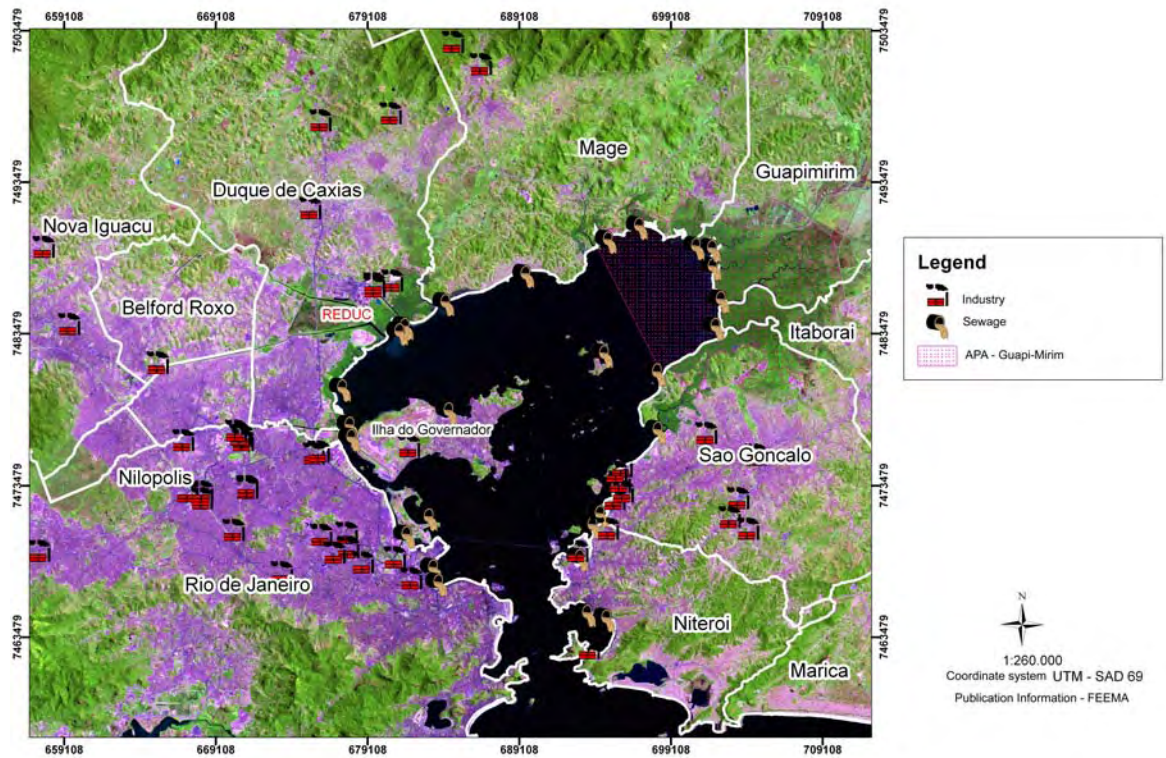 659108 669108 679108 689108 699108 709108
7503479 7503479
Mage
Guapimirim
7493479 7493479
Duque de Caxias
Nova Iguacu
Belford Roxo
REDUC
7483479 7483479
Itaborai
Ilha do Governador
Sao Goncalo
Nilopolis
7473479 7473479
Rio de Janeiro
Niteroi
7463479 7463479
Marica
659108 669108 679108 689108 699108 709108
Legend
Industry
Sewage
APA - Guapi-Mirim
N
1:260.000
Coordinate system UTM - SAD 69
Publication Information - FEEMA